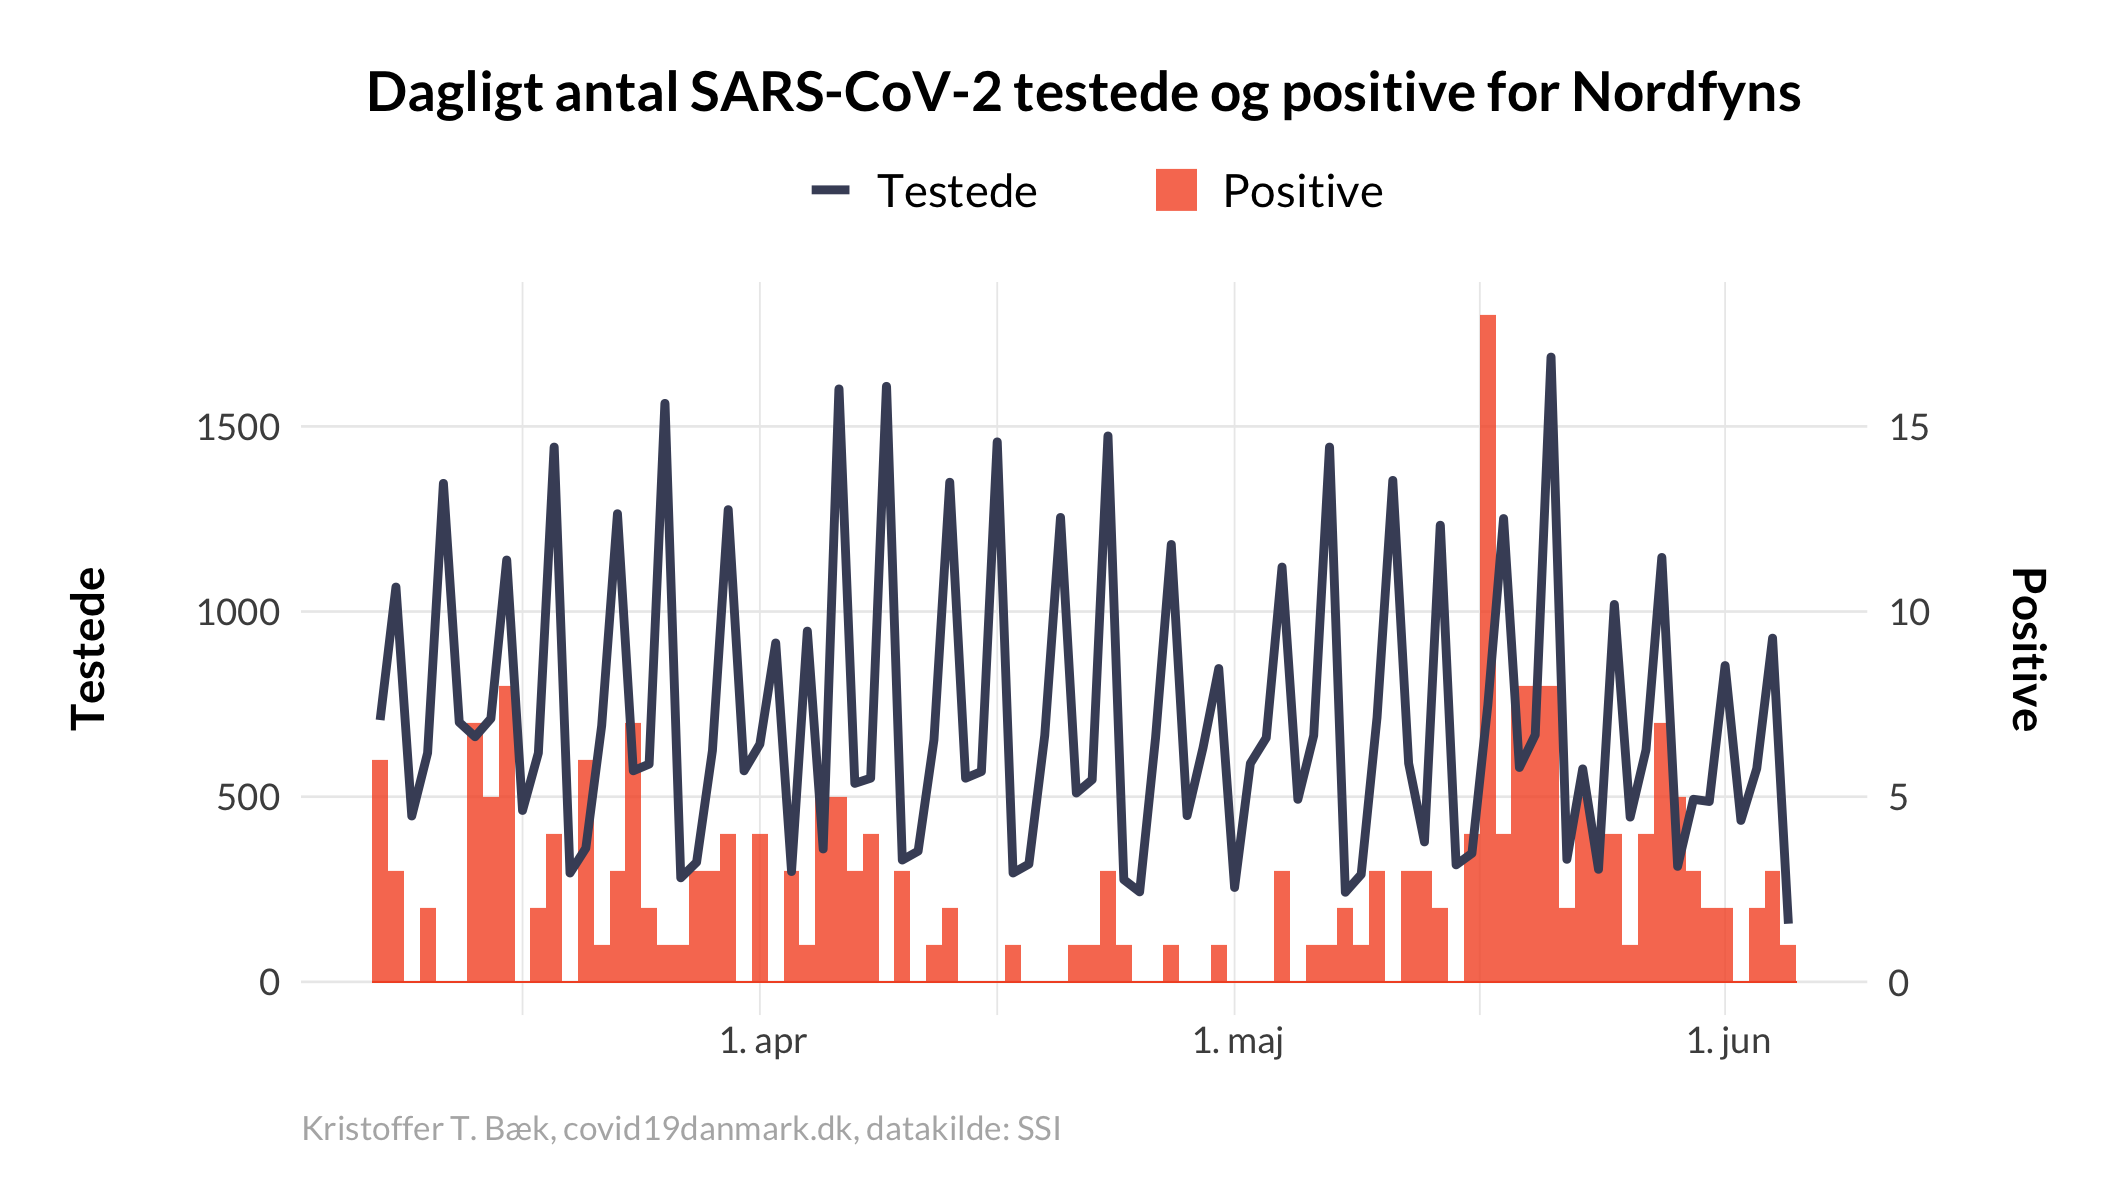 Dagligt antal SARS-CoV-2 testede og positive for Nordfyns
Testede
Positive
1500
1000
500
0
15
10
5
0
Testede
Positive
1. apr
1. maj
1. jun
Kristoffer T. Bæk, covid19danmark.dk, datakilde: SSI